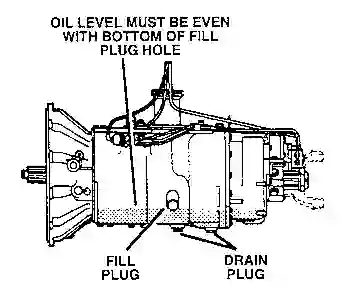 OIL LEVEL MUST BE EVEN
WITH BOTTOM OF FILL
PLUG HOLE
FILL
PLUG
DRAIN
PLUG